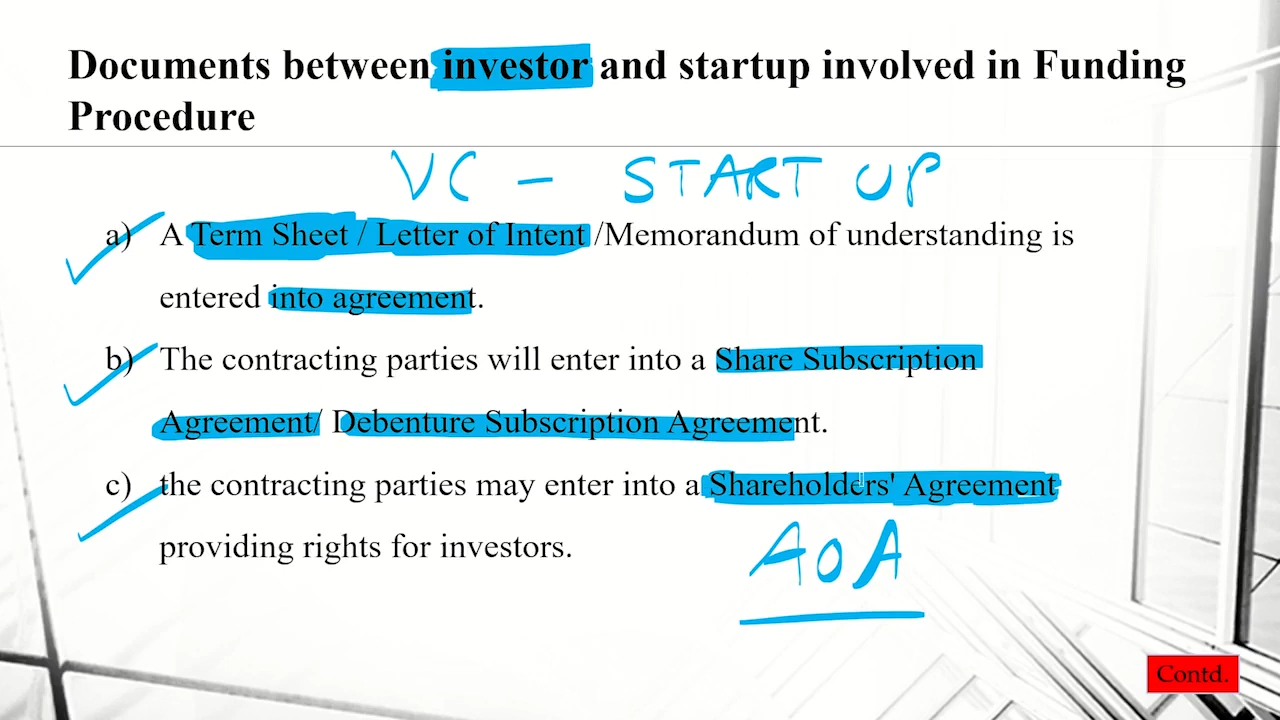 Documents between investor and startup involved in Funding
Procedure
VC - START UP
a) A Term Sheet / Letter of Intent /Memorandum of understanding is
entered into agreement.
b) The contracting parties will enter into a Share Subscription
Agreement/ Debenture Subscription Agreement.
c) the contracting parties may enter into a Shareholders' Agreement
providing rights for investors.
AOA
Contd.